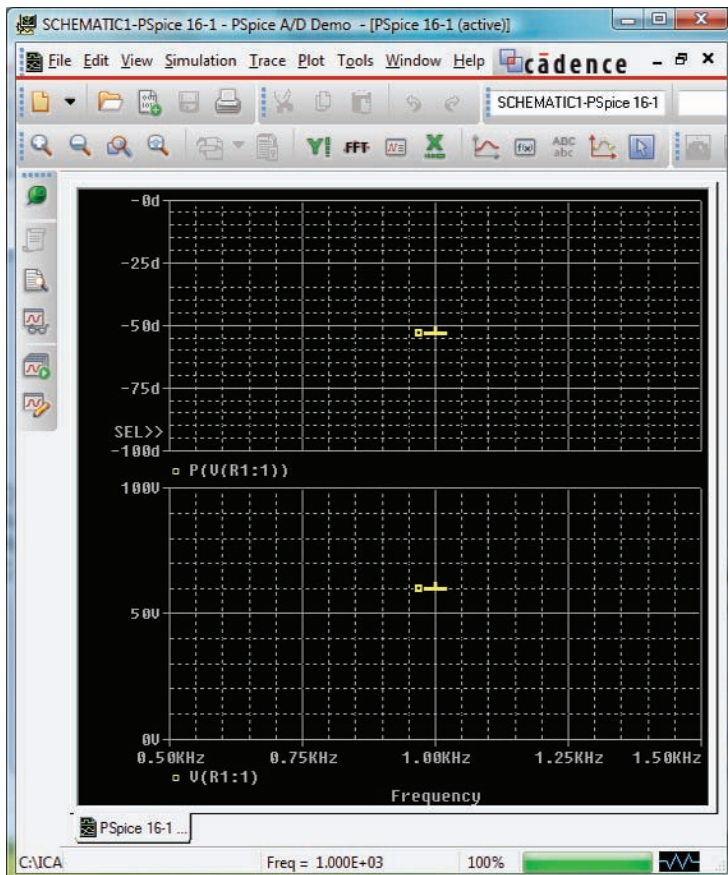 SCHEMATIC1-PSpice 16-1 - PSpice A/D Demo - [PSpice 16-1 (active)]
File Edit View Simulation Trace Plot Tools Window Help cādence
SCHEMATIC1-PSpice 16-1
FFT ABC abc
-0d
-25d
-50d
-75d
SEL>>
-100d
P(V(R1:1))
100V
50V
0V
0.50KHz 0.75KHz 1.00KHz 1.25KHz 1.50KHz
V(R1:1)
Frequency
PSpice 16-1 ...
C:\ICA Freq = 1.000E+03 100%